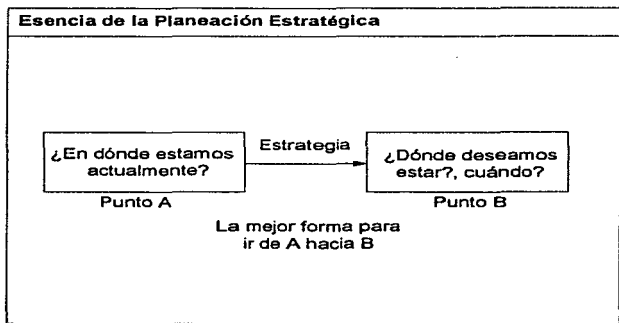 Esencia de la Planeación Estratégica
¿En dónde estamos
actualmente?
Estrategia
¿Dónde deseamos
estar?, cuándo?
Punto A
Punto B
La mejor forma para
ir de A hacia B